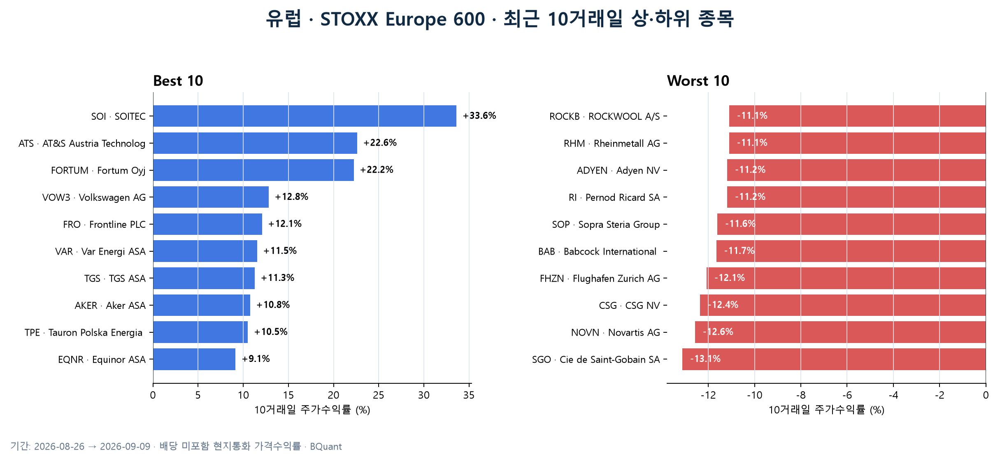 유럽 · STOXX Europe 600 · 최근 10거래일 상·하위 종목
Best 10
SOI · SOITEC
+33.6%
ATS · AT&S Austria Technolog
+22.6%
FORTUM · Fortum Oyj
+22.2%
VOW3 · Volkswagen AG
+12.8%
FRO · Frontline PLC
+12.1%
VAR · Var Energi ASA
+11.5%
TGS · TGS ASA
+11.3%
AKER · Aker ASA
+10.8%
TPE · Tauron Polska Energia
+10.5%
EQNR · Equinor ASA
+9.1%
0 5 10 15 20 25 30 35
10거래일 주가수익률 (%)
Worst 10
ROCKB · ROCKWOOL A/S
-11.1%
RHM · Rheinmetall AG
-11.1%
ADYEN · Adyen NV
-11.2%
RI · Pernod Ricard SA
-11.2%
SOP · Sopra Steria Group
-11.6%
BAB · Babcock International
-11.7%
FHZN · Flughafen Zurich AG
-12.1%
CSG · CSG NV
-12.4%
NOVN · Novartis AG
-12.6%
SGO · Cie de Saint-Gobain SA
-13.1%
-12 -10 -8 -6 -4 -2 0
10거래일 주가수익률 (%)
기간: 2026-08-26 → 2026-09-09 · 배당 미포함 현지통화 가격수익률 · BQuant